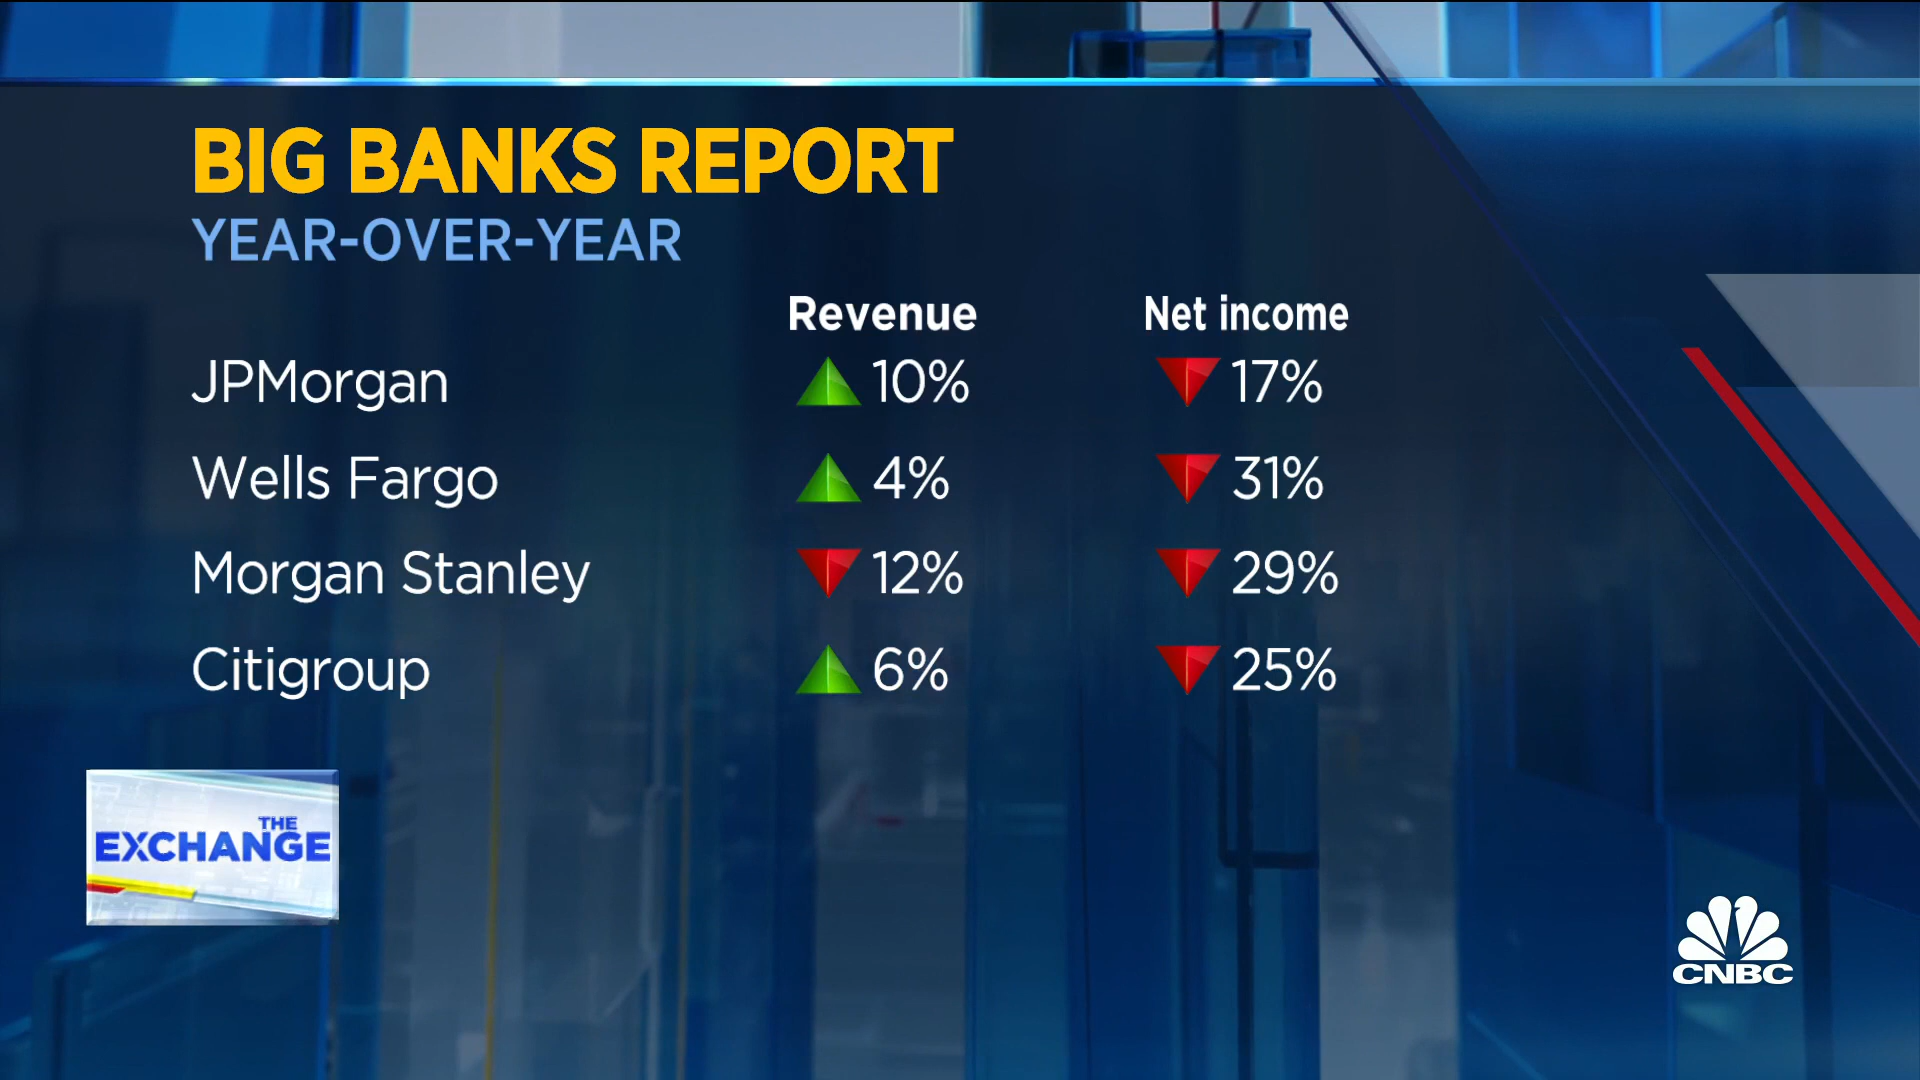 BIG BANKS REPORT
YEAR-OVER-YEAR
Revenue Net income
JPMorgan 10% 17%
Wells Fargo 4% 31%
Morgan Stanley 12% 29%
Citigroup 6% 25%
THE
EXCHANGE
CNBC